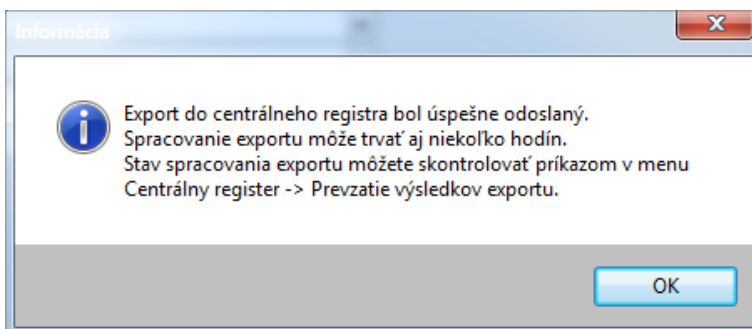 Informácia
Export do centrálneho registra bol úspešne odoslaný.
Spracovanie exportu môže trvať aj niekoľko hodín.
Stav spracovania exportu môžete skontrolovať príkazom v menu
Centrálny register -> Prevzatie výsledkov exportu.
OK